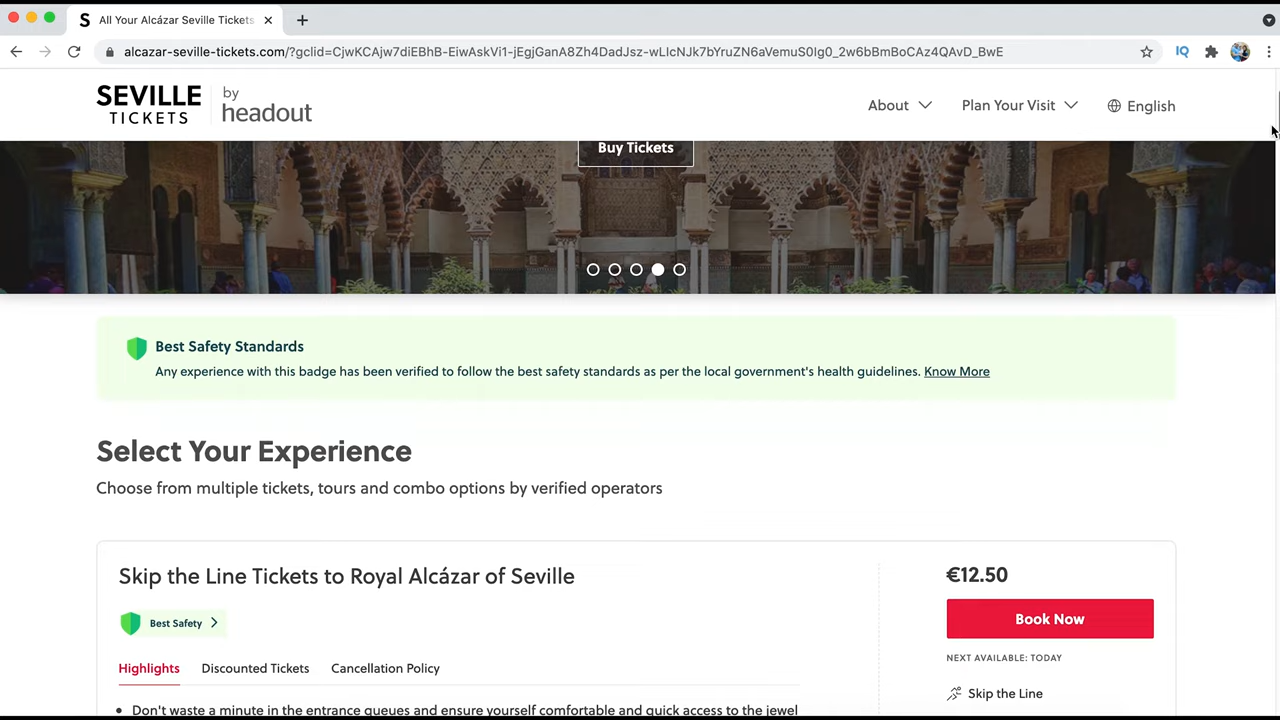 All Your Alcázar Seville Tickets
alcazar-seville-tickets.com/?gclid=CjwKCAjw7diEBhB-EiwAskVi1-jEgjGanA8Zh4DadJsz-wLIcNJk7bYruZN6aVemuS0Ig0_2w6bBmBoCAz4QAvD_BwE
IQ
SEVILLE TICKETS
by headout
About
Plan Your Visit
English
Buy Tickets
Best Safety Standards
Any experience with this badge has been verified to follow the best safety standards as per the local government's health guidelines. Know More
Select Your Experience
Choose from multiple tickets, tours and combo options by verified operators
Skip the Line Tickets to Royal Alcázar of Seville
€12.50
Best Safety
Book Now
NEXT AVAILABLE: TODAY
Highlights
Discounted Tickets
Cancellation Policy
Skip the Line
Don't waste a minute in the entrance queues and ensure yourself comfortable and quick access to the jewel